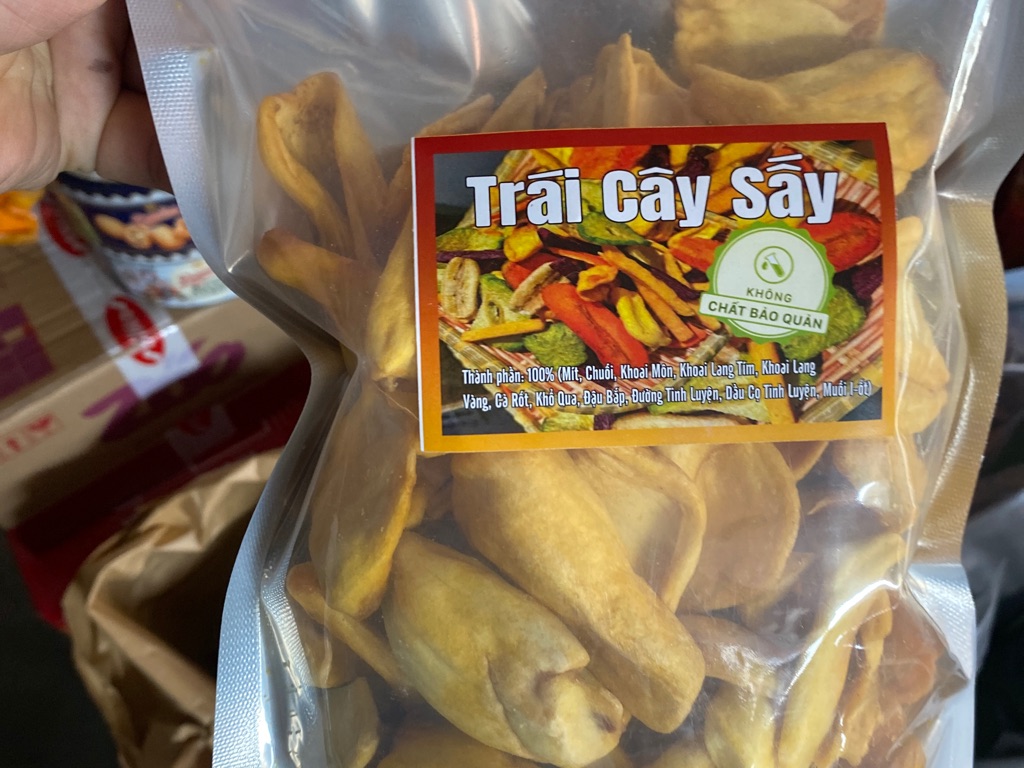 Trái Cây Sấy
KHÔNG
CHẤT BẢO QUẢN
Thành phần: 100% (Mít, Chuối, Khoai Môn, Khoai Lang Tím, Khoai Lang
Vàng, Cà Rốt, Khổ Qua, Đậu Bắp, Đường Tinh Luyện, Dầu Cọ Tinh Luyện, Muối I-ốt)